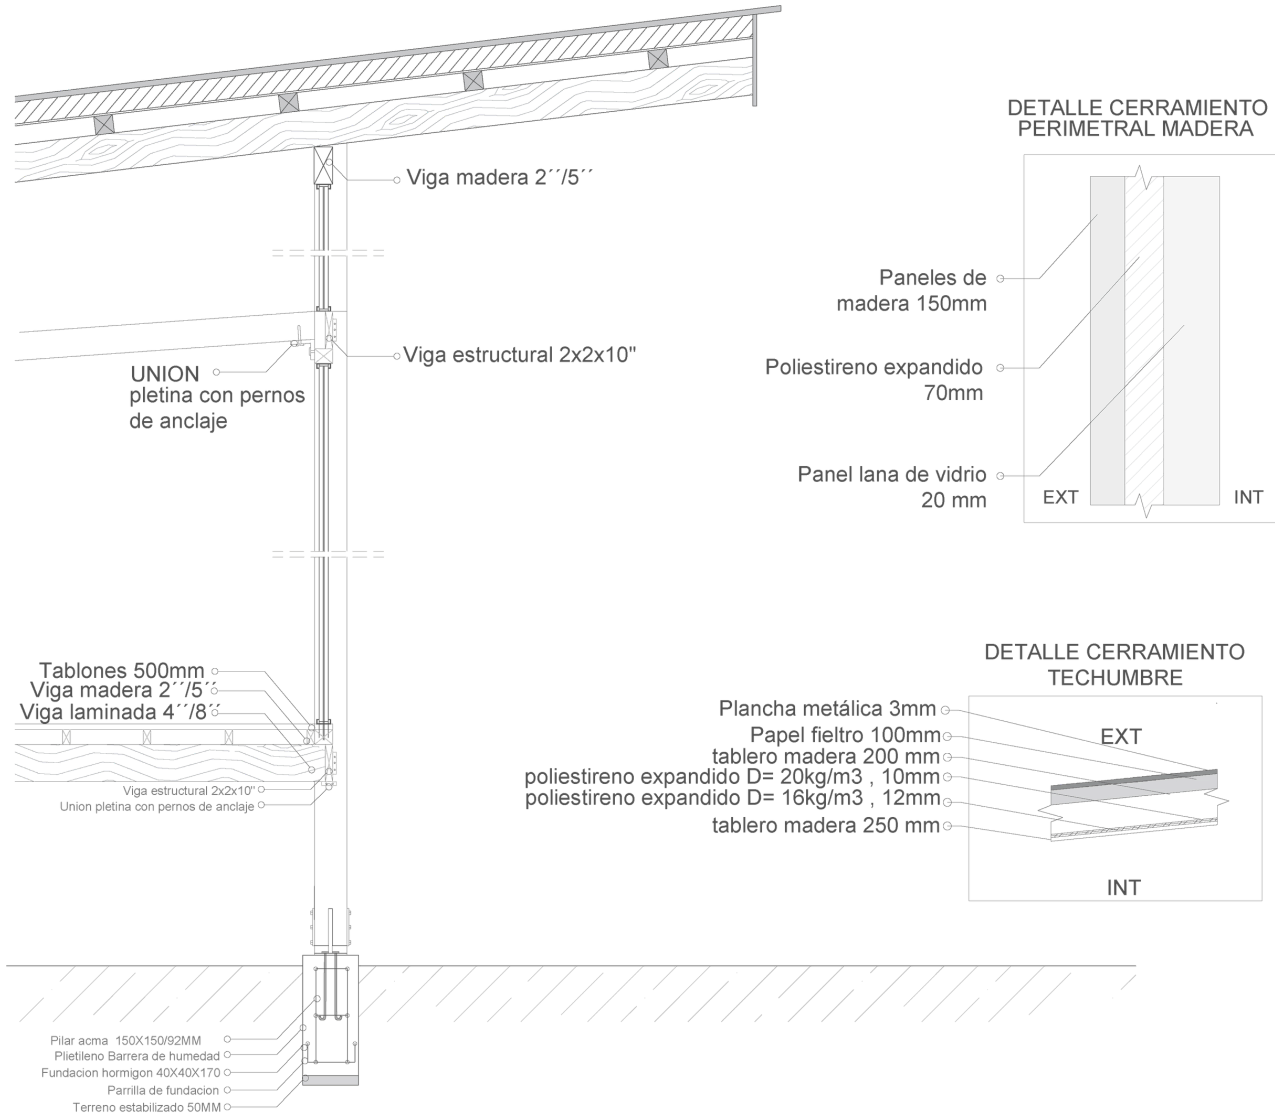 DETALLE CERRAMIENTO
PERIMETRAL MADERA
Viga madera 2´´/5´´
Paneles de
madera 150mm
Viga estructural 2x2x10"
UNION
pletina con pernos
de anclaje
Poliestireno expandido
70mm
Panel lana de vidrio
20 mm
EXT
INT
Tablones 500mm
Viga madera 2´´/5´´
Viga laminada 4´´/8´´
Viga estructural 2x2x10"
Union pletina con pernos de anclaje
DETALLE CERRAMIENTO
TECHUMBRE
Plancha metálica 3mm
Papel fieltro 100mm
tablero madera 200 mm
poliestireno expandido D= 20kg/m3 , 10mm
poliestireno expandido D= 16kg/m3 , 12mm
tablero madera 250 mm
EXT
INT
Pilar acma 150X150/92MM
Plietileno Barrera de humedad
Fundacion hormigon 40X40X170
Parrilla de fundacion
Terreno estabilizado 50MM